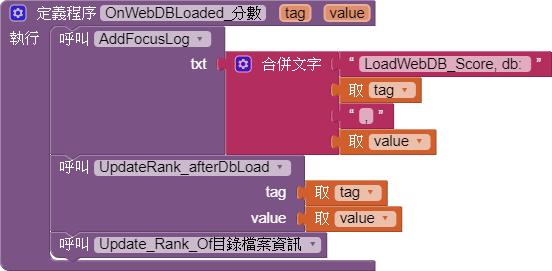 定義程序 OnWebDBLoaded_分數 tag value
執行 呼叫 AddFocusLog
txt 合併文字 “ LoadWebDB_Score, db: ”
取 tag
“ , ”
取 value
呼叫 UpdateRank_afterDbLoad
tag 取 tag
value 取 value
呼叫 Update_Rank_Of目錄檔案資訊